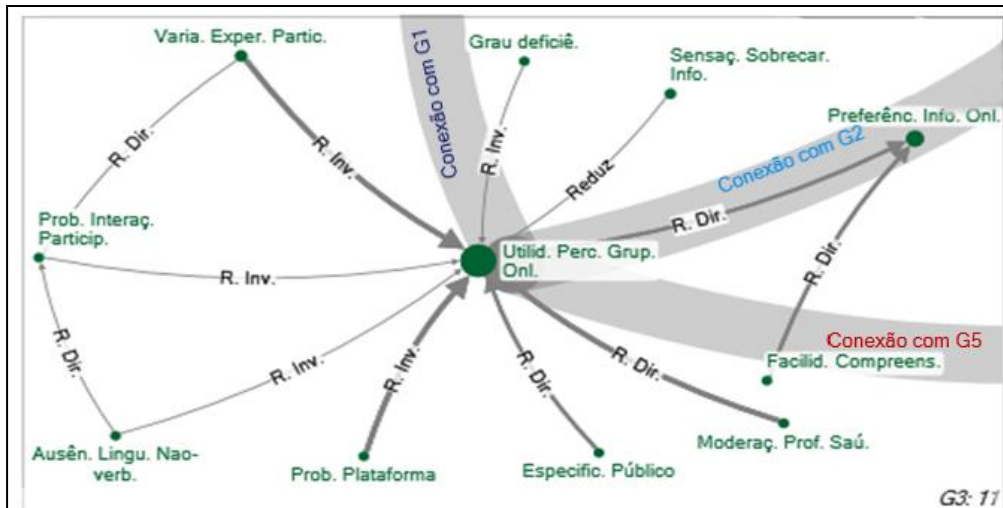 Varia. Exper. Partic.
Conexão com G1
Grau deficiê.
Sensaç. Sobrecar.
Info.
Preferênc. Info. Onl.
R. Dir.
R. Inv.
R. Inv.
Reduz
Conexão com G2
R. Dir.
Prob. Interaç.
Particip.
R. Inv.
Utilid. Perc. Grup.
Onl.
R. Dir.
R. Dir.
R. Inv.
R. Inv.
R. Dir.
R. Dir.
Conexão com G5
Facilid. Compreens.
Ausên. Lingu. Nao-
verb.
Prob. Plataforma
Especific. Público
Moderaç. Prof. Saú.
G3: 11